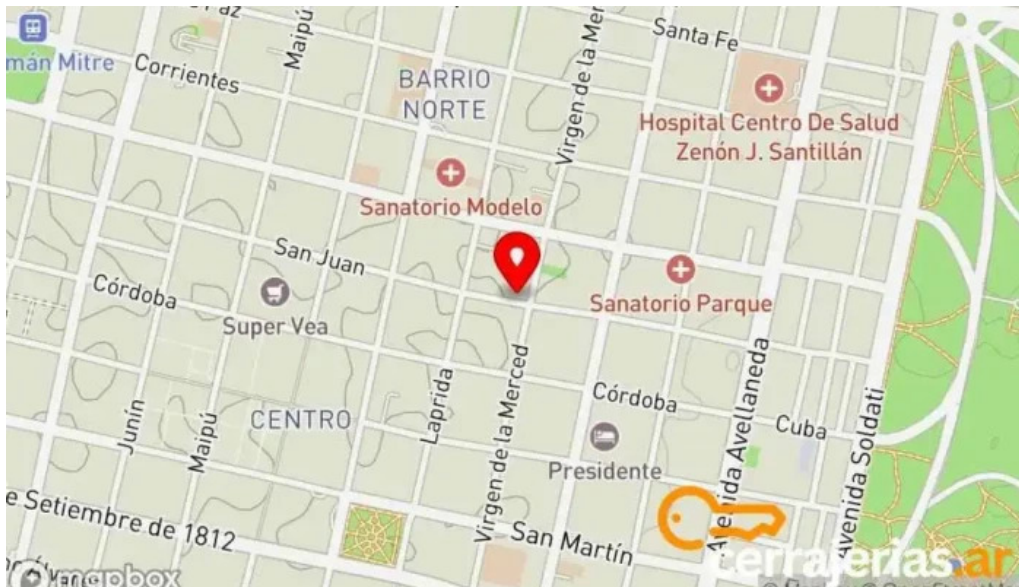 Maipú
Santa Fe
mán Mitre
Corrientes
BARRIO
NORTE
Virgen de la Mer
Hospital Centro De Salud
Zenón J. Santillán
Sanatorio Modelo
San Juan
Córdoba
Super Vea
Sanatorio Parque
Junín
Maipú
CENTRO
Laprida
Virgen de la Merced
Córdoba
Cuba
Presidente
Avenida Avellaneda
Avenida Soldati
e Setiembre de 1812
San Martín
cerrajerias.ar
mapbox